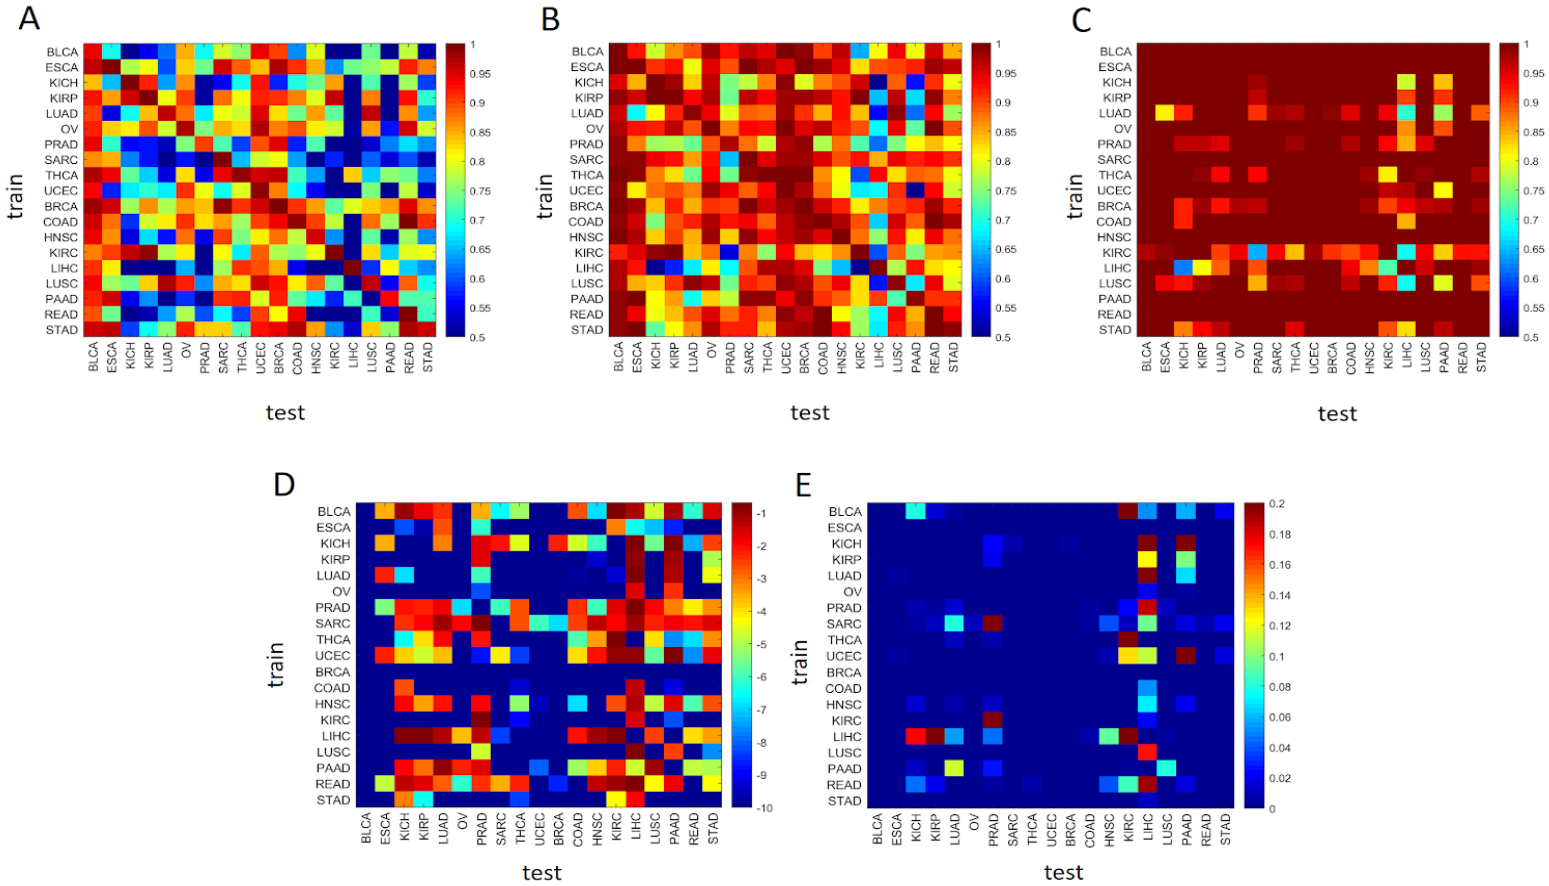 A
BLCA
ESCA
KICH
KIRP
LUAD
OV
PRAD
SARC
THCA
UCEC
BRCA
COAD
HNSC
KIRC
LIHC
LUSC
PAAD
READ
STAD
train
BLCA ESCA KICH KIRP LUAD OV PRAD SARC THCA UCEC BRCA COAD HNSC KIRC LIHC LUSC PAAD READ STAD
test
1
0.95
0.9
0.85
0.8
0.75
0.7
0.65
0.6
0.55
0.5
B
BLCA
ESCA
KICH
KIRP
LUAD
OV
PRAD
SARC
THCA
UCEC
BRCA
COAD
HNSC
KIRC
LIHC
LUSC
PAAD
READ
STAD
train
BLCA ESCA KICH KIRP LUAD OV PRAD SARC THCA UCEC BRCA COAD HNSC KIRC LIHC LUSC PAAD READ STAD
test
1
0.95
0.9
0.85
0.8
0.75
0.7
0.65
0.6
0.55
0.5
C
BLCA
ESCA
KICH
KIRP
LUAD
OV
PRAD
SARC
THCA
UCEC
BRCA
COAD
HNSC
KIRC
LIHC
LUSC
PAAD
READ
STAD
train
BLCA ESCA KICH KIRP LUAD OV PRAD SARC THCA UCEC BRCA COAD HNSC KIRC LIHC LUSC PAAD READ STAD
test
1
0.95
0.9
0.85
0.8
0.75
0.7
0.65
0.6
0.55
0.5
D
BLCA
ESCA
KICH
KIRP
LUAD
OV
PRAD
SARC
THCA
UCEC
BRCA
COAD
HNSC
KIRC
LIHC
LUSC
PAAD
READ
STAD
train
BLCA ESCA KICH KIRP LUAD OV PRAD SARC THCA UCEC BRCA COAD HNSC KIRC LIHC LUSC PAAD READ STAD
test
-1
-2
-3
-4
-5
-6
-7
-8
-9
-10
E
BLCA
ESCA
KICH
KIRP
LUAD
OV
PRAD
SARC
THCA
UCEC
BRCA
COAD
HNSC
KIRC
LIHC
LUSC
PAAD
READ
STAD
train
BLCA ESCA KICH KIRP LUAD OV PRAD SARC THCA UCEC BRCA COAD HNSC KIRC LIHC LUSC PAAD READ STAD
test
0.2
0.18
0.16
0.14
0.12
0.1
0.08
0.06
0.04
0.02
0